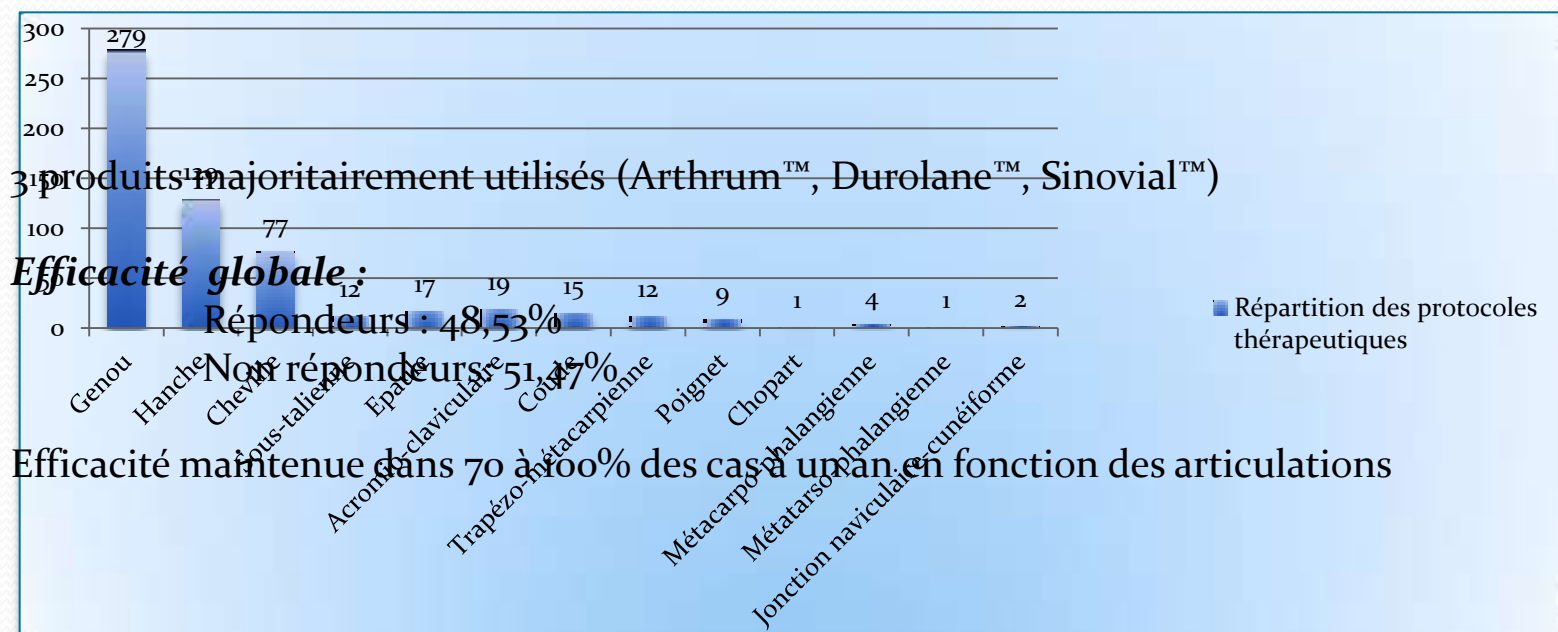 300
279
250
200
150
129
100
77
50
0
12
17
19
15
12
9
1
4
1
2
3 produits majoritairement utilisés (Arthrum™, Durolane™, Sinovial™)
Efficacité globale :
Répondeurs : 48,53%
Non répondeurs: 51,47%
Efficacité maintenue dans 70 à 100% des cas à un an en fonction des articulations
Genou
Hanche
Cheville
Sous-talienne
Epaule
Acromio-claviculaire
Coude
Trapézo-métacarpienne
Poignet
Chopart
Métacarpo-phalangienne
Métatarso-phalangienne
Jonction naviculaire-cunéiforme
Répartition des protocoles
thérapeutiques